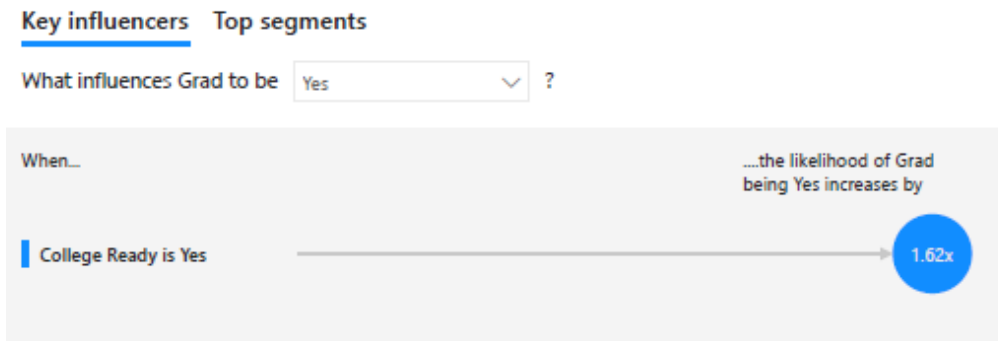 Key influencers Top segments
What influences Grad to be Yes ?
When...
....the likelihood of Grad
being Yes increases by
College Ready is Yes
1.62x